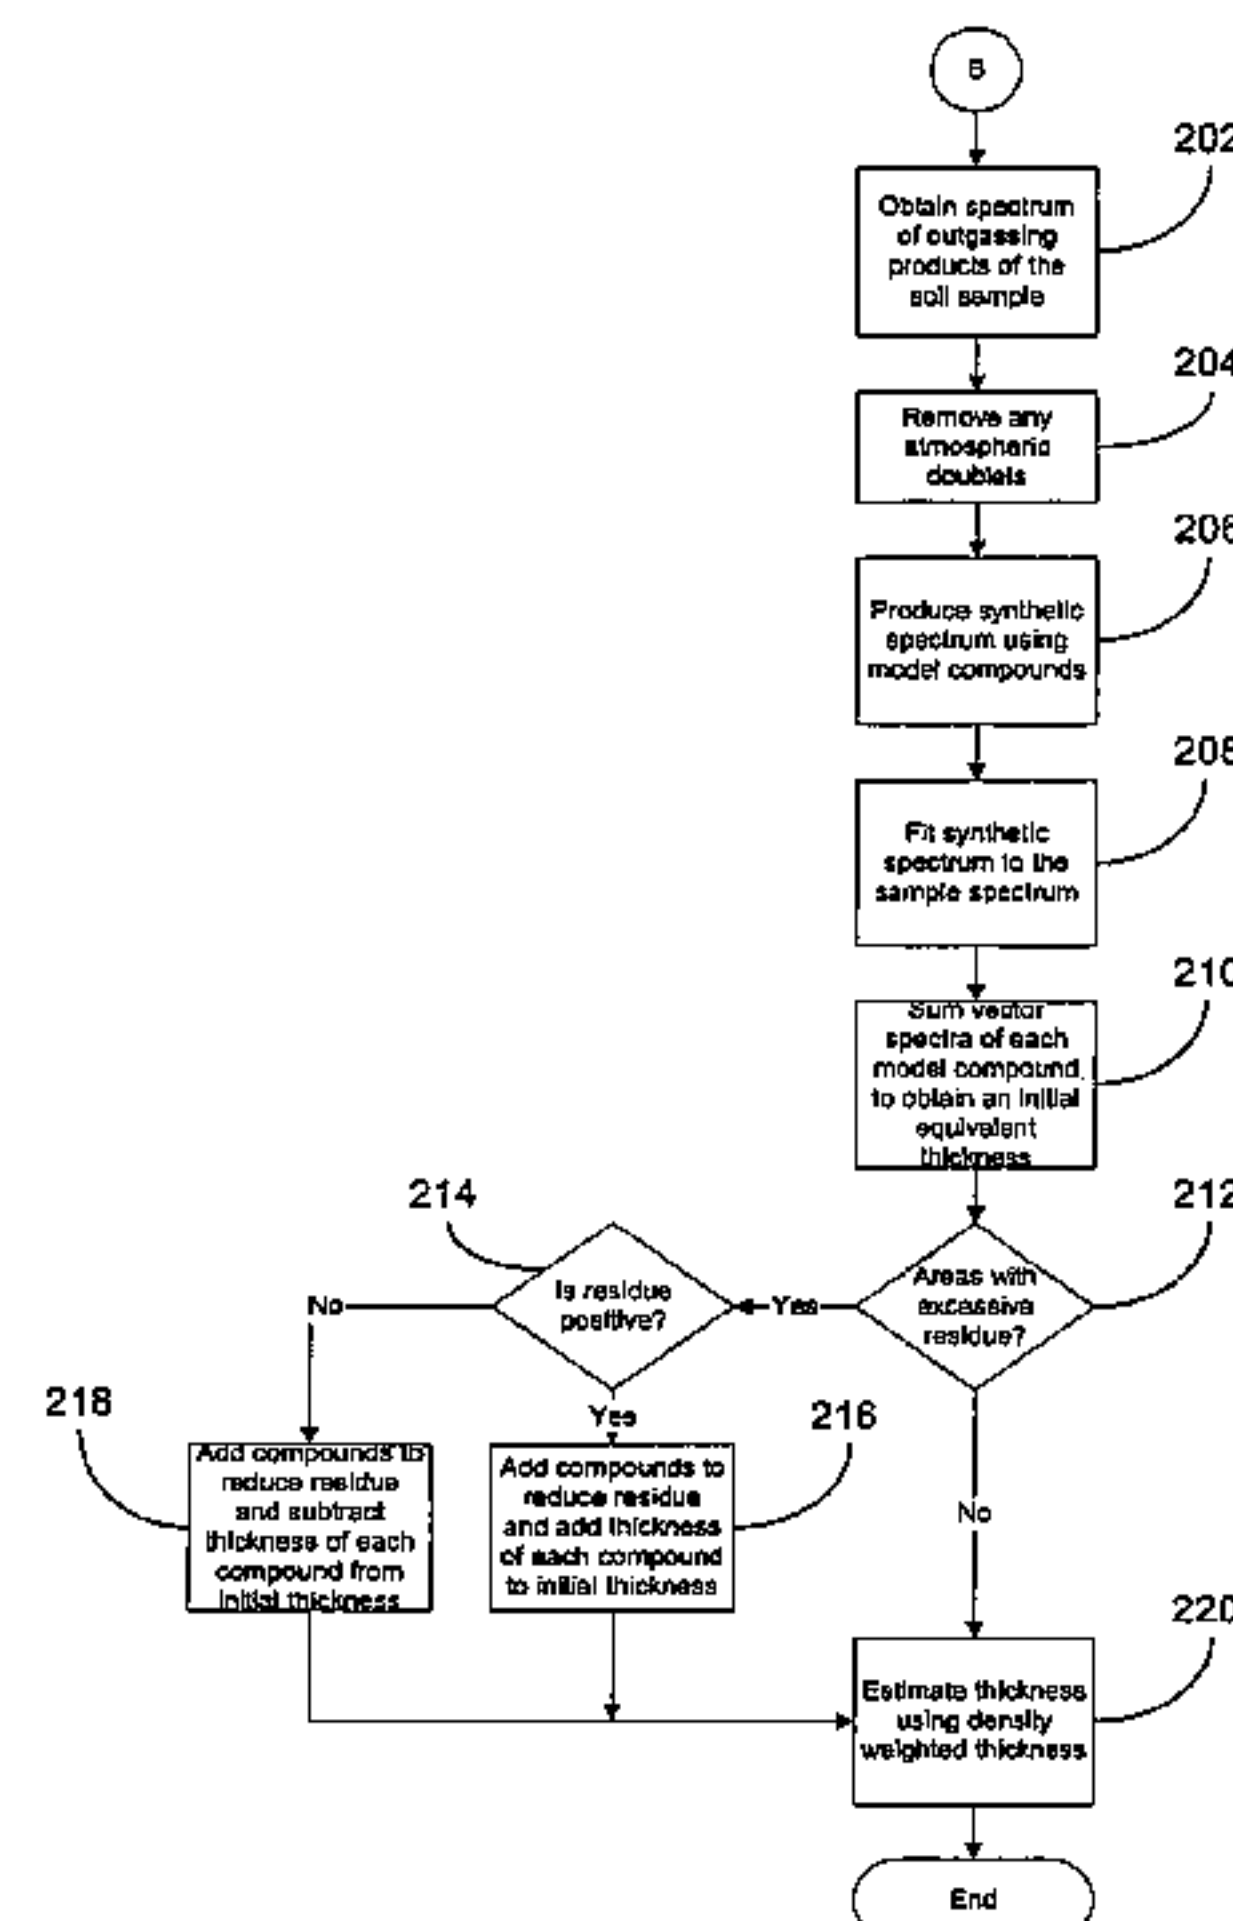 B
202
Obtain spectrum
of outgassing
products of the
soil sample
204
Remove any
atmospheric
doublets
206
Produce synthetic
spectrum using
model compounds
208
Fit synthetic
spectrum to the
sample spectrum
210
Sum vector
spectra of each
model compound
to obtain an initial
equivalent
thickness
212
Areas with
excessive
residue?
Yes
No
214
Is residue
positive?
No
Yes
218
Add compounds to
reduce residue
and subtract
thickness of each
compound from
initial thickness
216
Add compounds to
reduce residue
and add thickness
of each compound
to initial thickness
220
Estimate thickness
using density
weighted thickness
End